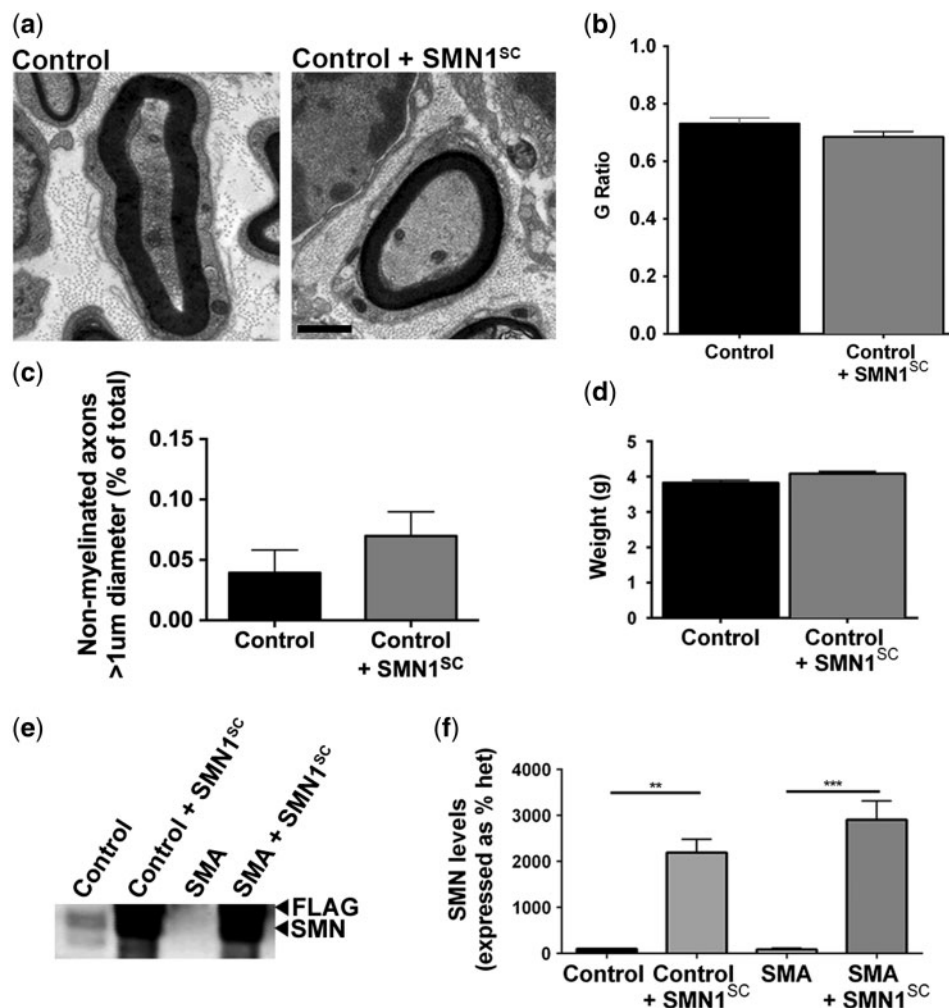 (a)
Control
Control + SMN1SC
(b)
G Ratio
1.0
0.8
0.6
0.4
0.2
0.0
Control
Control
+ SMN1SC
(c)
Non-myelinated axons
>1um diameter (% of total)
0.15
0.10
0.05
0.00
Control
Control
+ SMN1SC
(d)
Weight (g)
5
4
3
2
1
0
Control
Control
+ SMN1SC
(e)
Control
Control + SMN1SC
SMA
SMA + SMN1SC
FLAG
SMN
(f)
SMN levels
(expressed as % het)
4000
3000
2000
1000
0
**
***
Control
Control
+ SMN1SC
SMA
SMA
+ SMN1SC